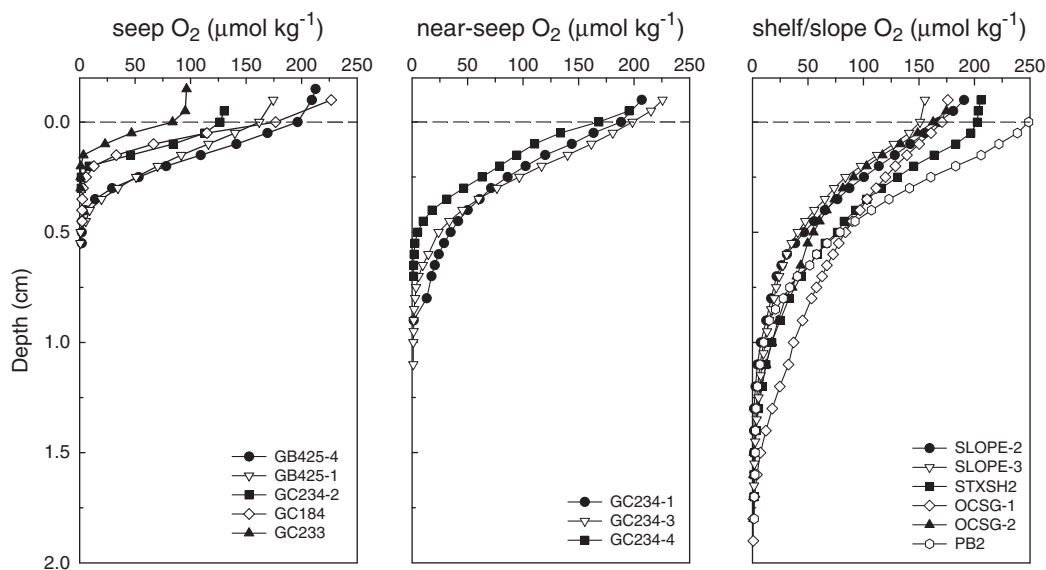 seep O₂ (μmol kg⁻¹)
near-seep O₂ (μmol kg⁻¹)
shelf/slope O₂ (μmol kg⁻¹)
0 50 100 150 200 250
0 50 100 150 200 250
0 50 100 150 200 250
0.0
0.5
1.0
1.5
2.0
Depth (cm)
GB425-4
GB425-1
GC234-2
GC184
GC233
GC234-1
GC234-3
GC234-4
SLOPE-2
SLOPE-3
STXSH2
OCSG-1
OCSG-2
PB2